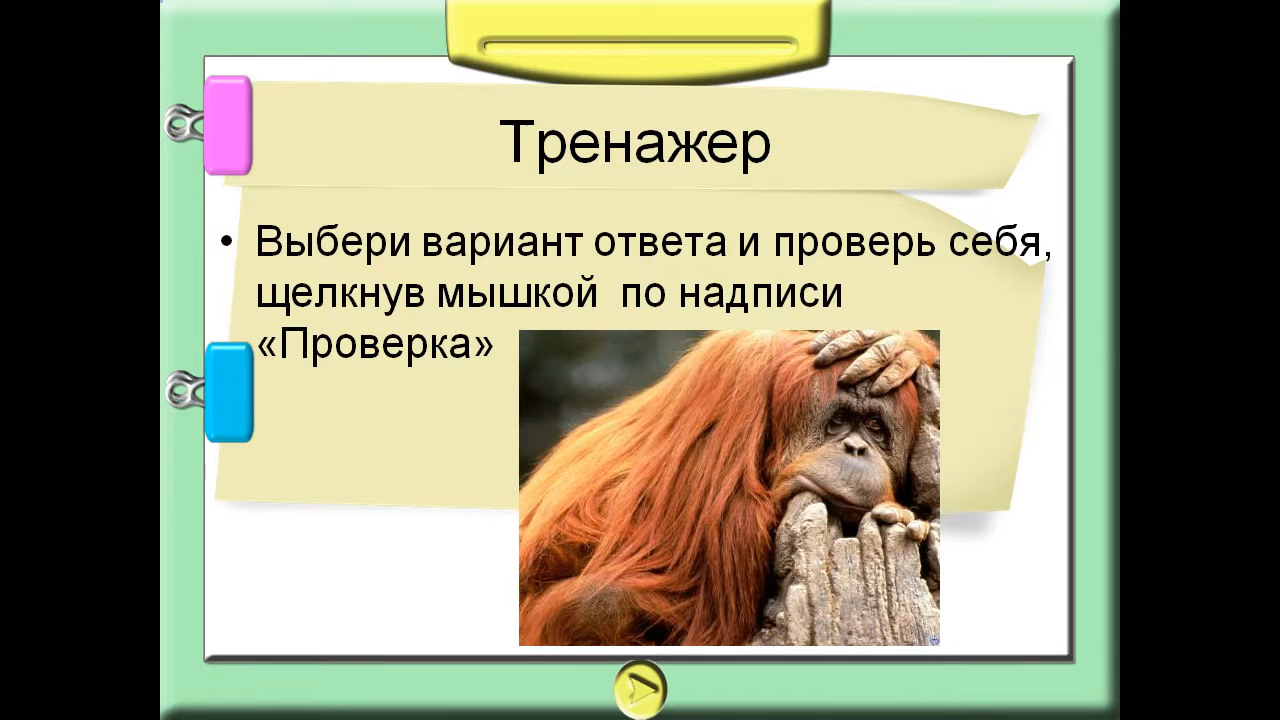 Тренажер
• Выбери вариант ответа и проверь себя,
щелкнув мышкой по надписи
«Проверка»